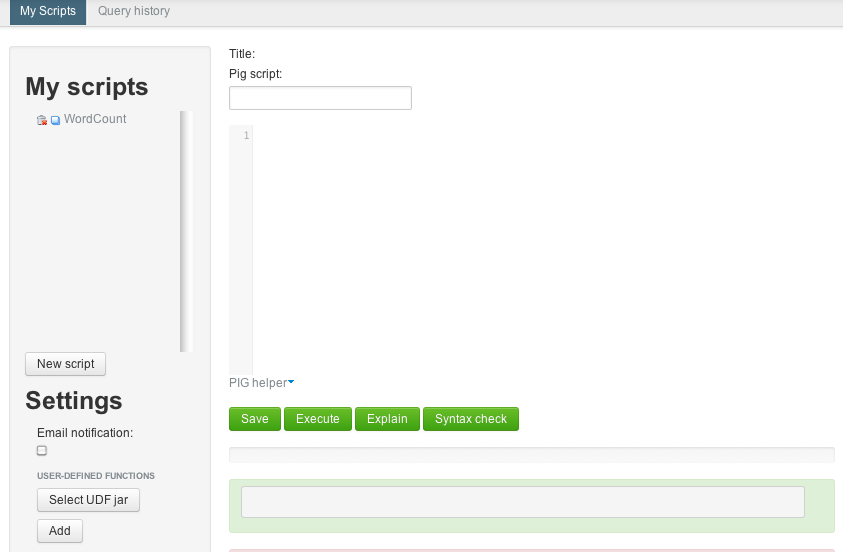 My Scripts Query history
My scripts
WordCount
New script
Settings
Email notification:
USER-DEFINED FUNCTIONS
Select UDF jar
Add
Title:
Pig script:
1
PIG helper
Save Execute Explain Syntax check